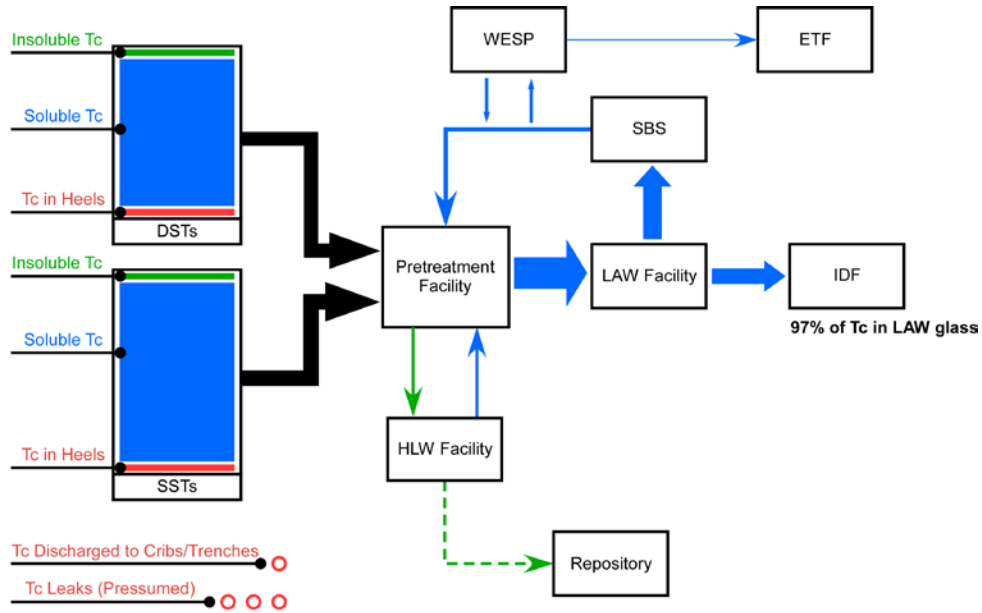 Insoluble Tc
Soluble Tc
Tc in Heels
DSTs
Insoluble Tc
Soluble Tc
Tc in Heels
SSTs
Tc Discharged to Cribs/Trenches
Tc Leaks (Pressumed)
WESP
ETF
SBS
Pretreatment
Facility
LAW Facility
IDF
97% of Tc in LAW glass
HLW Facility
Repository